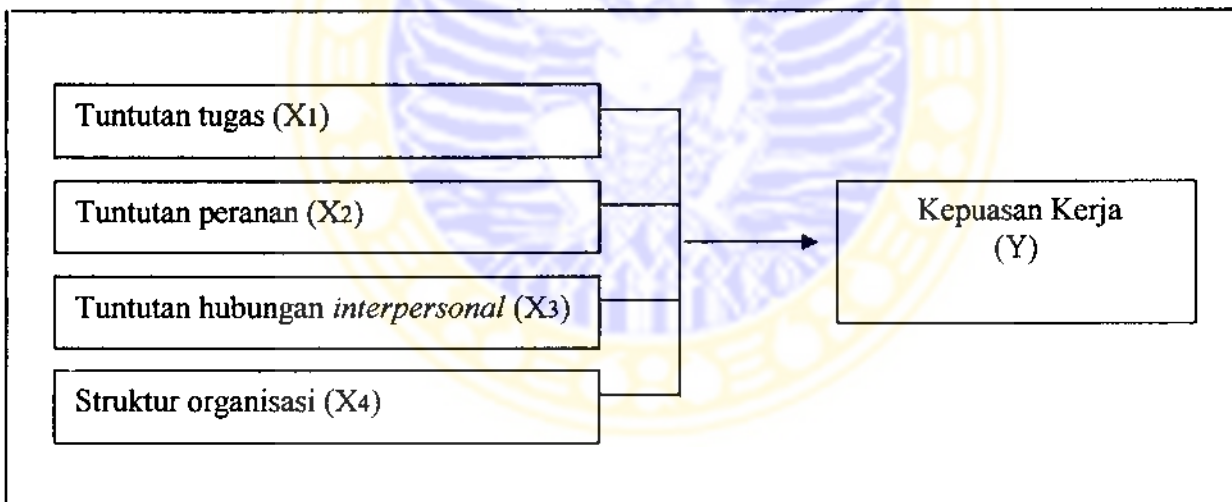 Tuntutan tugas (X1)
Tuntutan peranan (X2)
Tuntutan hubungan interpersonal (X3)
Struktur organisasi (X4)
Kepuasan Kerja
(Y)